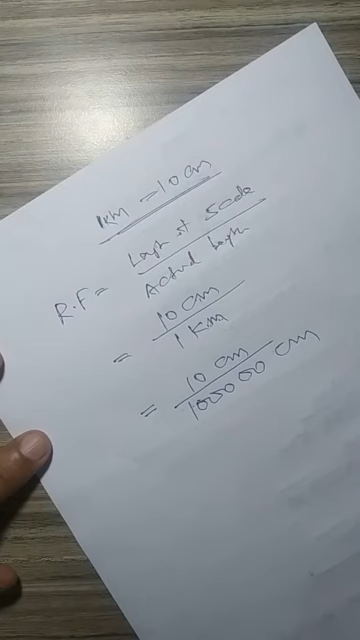 1km = 10 cm
R.F = Length of Scale / Actual length
= 10 cm / 1 Km
= 10 cm / 100000 cm